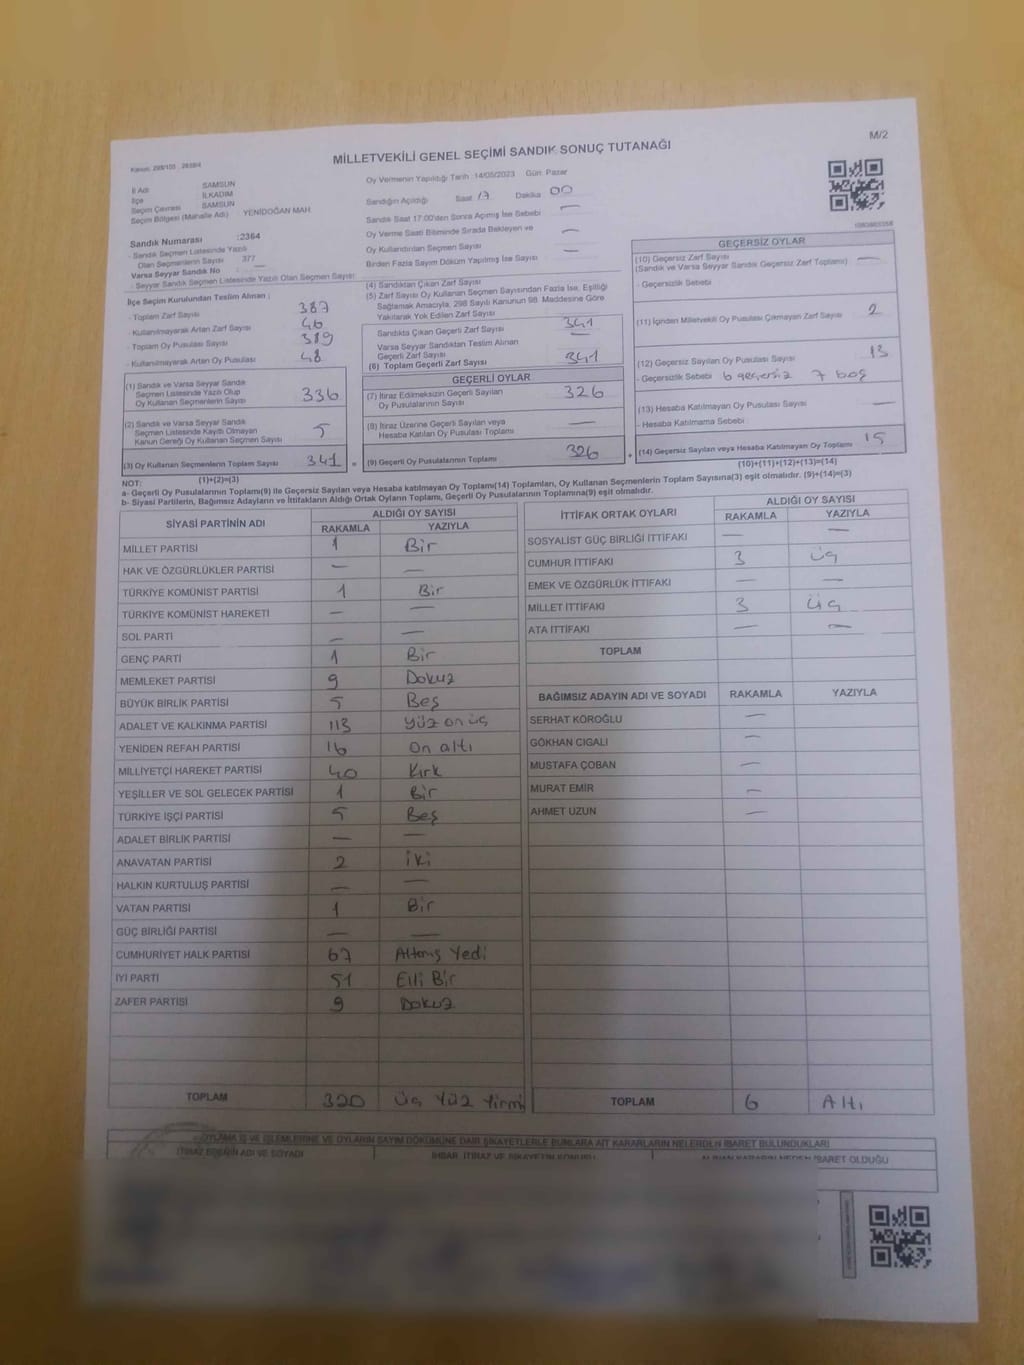 M/2
MİLLETVEKİLİ GENEL SEÇİMİ SANDIK SONUÇ TUTANAĞI
İl Adı SAMSUN
İlçe İLKADIM
Seçim Çevresi SAMSUN
Seçim Bölgesi (Mahalle Adı) YENİDOĞAN MAH.
Sandık Numarası :2364
- Sandık Seçmen Listesinde Yazılı
Olan Seçmenlerin Sayısı 377
Varsa Seyyar Sandık No —
- Seyyar Sandık Seçmen Listesinde Yazılı Olan Seçmen Sayısı:
İlçe Seçim Kurulundan Teslim Alınan :
- Toplam Zarf Sayısı 387
- Kullanılmayarak Artan Zarf Sayısı 46
- Toplam Oy Pusulası Sayısı 389
- Kullanılmayarak Artan Oy Pusulası 48
(1) Sandık ve Varsa Seyyar Sandık
Seçmen Listesinde Yazılı Olup
Oy Kullanan Seçmenlerin Sayısı 336
(2) Sandık ve Varsa Seyyar Sandık
Seçmen Listesinde Kayıtlı Olmayan
Kanun Gereği Oy Kullanan Seçmen Sayısı 5
(3) Oy Kullanan Seçmenlerin Toplam Sayısı 341 =
(1)+(2)=(3)
Oy Vermenin Yapıldığı Tarih :14/05/2023 Gün: Pazar
Sandığın Açıldığı Saat 17 Dakika 00
Sandık Saat 17:00'den Sonra Açılmış İse Sebebi —
Oy Verme Saati Bitiminde Sırada Bekleyen ve —
Oy Kullandırılan Seçmen Sayısı
Birden Fazla Sayım Döküm Yapılmış İse Sayısı —
(4) Sandıktan Çıkan Zarf Sayısı
(5) Zarf Sayısı Oy Kullanan Seçmen Sayısından Fazla İse, Eşitliği
Sağlamak Amacıyla, 298 Sayılı Kanunun 98. Maddesine Göre
Yakılarak Yok Edilen Zarf Sayısı
Sandıkta Çıkan Geçerli Zarf Sayısı 341
Varsa Seyyar Sandıktan Teslim Alınan
Geçerli Zarf Sayısı —
(6) Toplam Geçerli Zarf Sayısı 341
GEÇERLİ OYLAR
(7) İtiraz Edilmeksizin Geçerli Sayılan
Oy Pusulalarının Sayısı 326
(8) İtiraz Üzerine Geçerli Sayılan veya
Hesaba Katılan Oy Pusulası Toplamı —
(9) Geçerli Oy Pusulalarının Toplamı 326 +
GEÇERSİZ OYLAR
(10) Geçersiz Zarf Sayısı —
(Sandık ve Varsa Seyyar Sandık Geçersiz Zarf Toplamı)
- Geçersizlik Sebebi
(11) İçinden Milletvekili Oy Pusulası Çıkmayan Zarf Sayısı 2
(12) Geçersiz Sayılan Oy Pusulası Sayısı 13
- Geçersizlik Sebebi 6 geçersiz 7 boş
(13) Hesaba Katılmayan Oy Pusulası Sayısı —
- Hesaba Katılmama Sebebi
(14) Geçersiz Sayılan veya Hesaba Katılmayan Oy Toplamı 15
(10)+(11)+(12)+(13)=(14)
NOT:
a- Geçerli Oy Pusulalarının Toplamı(9) ile Geçersiz Sayılan veya Hesaba Katılmayan Oy Toplam(14) Toplamları, Oy Kullanan Seçmenlerin Toplam Sayısına(3) eşit olmalıdır. (9)+(14)=(3)
b- Siyasi Partilerin, Bağımsız Adayların ve İttifakların Aldığı Ortak Oyların Toplamı, Geçerli Oy Pusulalarının Toplamına(9) eşit olmalıdır.
SİYASİ PARTİNİN ADI ALDIĞI OY SAYISI
RAKAMLA YAZIYLA
MİLLET PARTİSİ 1 Bir
HAK VE ÖZGÜRLÜKLER PARTİSİ — —
TÜRKİYE KOMÜNİST PARTİSİ 1 Bir
TÜRKİYE KOMÜNİST HAREKETİ — —
SOL PARTİ — —
GENÇ PARTİ 1 Bir
MEMLEKET PARTİSİ 9 Dokuz
BÜYÜK BİRLİK PARTİSİ 5 Beş
ADALET VE KALKINMA PARTİSİ 113 Yüz on üç
YENİDEN REFAH PARTİSİ 16 On altı
MİLLİYETÇİ HAREKET PARTİSİ 40 Kırk
YEŞİLLER VE SOL GELECEK PARTİSİ 1 Bir
TÜRKİYE İŞÇİ PARTİSİ 5 Beş
ADALET BİRLİK PARTİSİ — —
ANAVATAN PARTİSİ 2 iki
HALKIN KURTULUŞ PARTİSİ — —
VATAN PARTİSİ 1 Bir
GÜÇ BİRLİĞİ PARTİSİ — —
CUMHURİYET HALK PARTİSİ 67 Altmış Yedi
İYİ PARTİ 51 Elli Bir
ZAFER PARTİSİ 9 Dokuz
TOPLAM 320 Üç Yüz Yirmi
İTTİFAK ORTAK OYLARI ALDIĞI OY SAYISI
RAKAMLA YAZIYLA
SOSYALİST GÜÇ BİRLİĞİ İTTİFAKI — —
CUMHUR İTTİFAKI 3 Üç
EMEK VE ÖZGÜRLÜK İTTİFAKI — —
MİLLET İTTİFAKI 3 Üç
ATA İTTİFAKI — —
TOPLAM
BAĞIMSIZ ADAYIN ADI VE SOYADI RAKAMLA YAZIYLA
SERHAT KÖROĞLU —
GÖKHAN CIGALI —
MUSTAFA ÇOBAN —
MURAT EMİR —
AHMET UZUN —
TOPLAM 6 Altı
OYLAMA İŞ VE İŞLEMLERİNE VE OYLARIN SAYIM DÖKÜMÜNE DAİR ŞİKAYETLERLE BUNLARA AİT KARARLARIN NELERDEN İBARET BULUNDUKLARI
İTİRAZ EDENİN ADI VE SOYADI İHBAR, İTİRAZ VE ŞİKAYETİN KONUSU ALINAN KARARIN NEDEN İBARET OLDUĞU